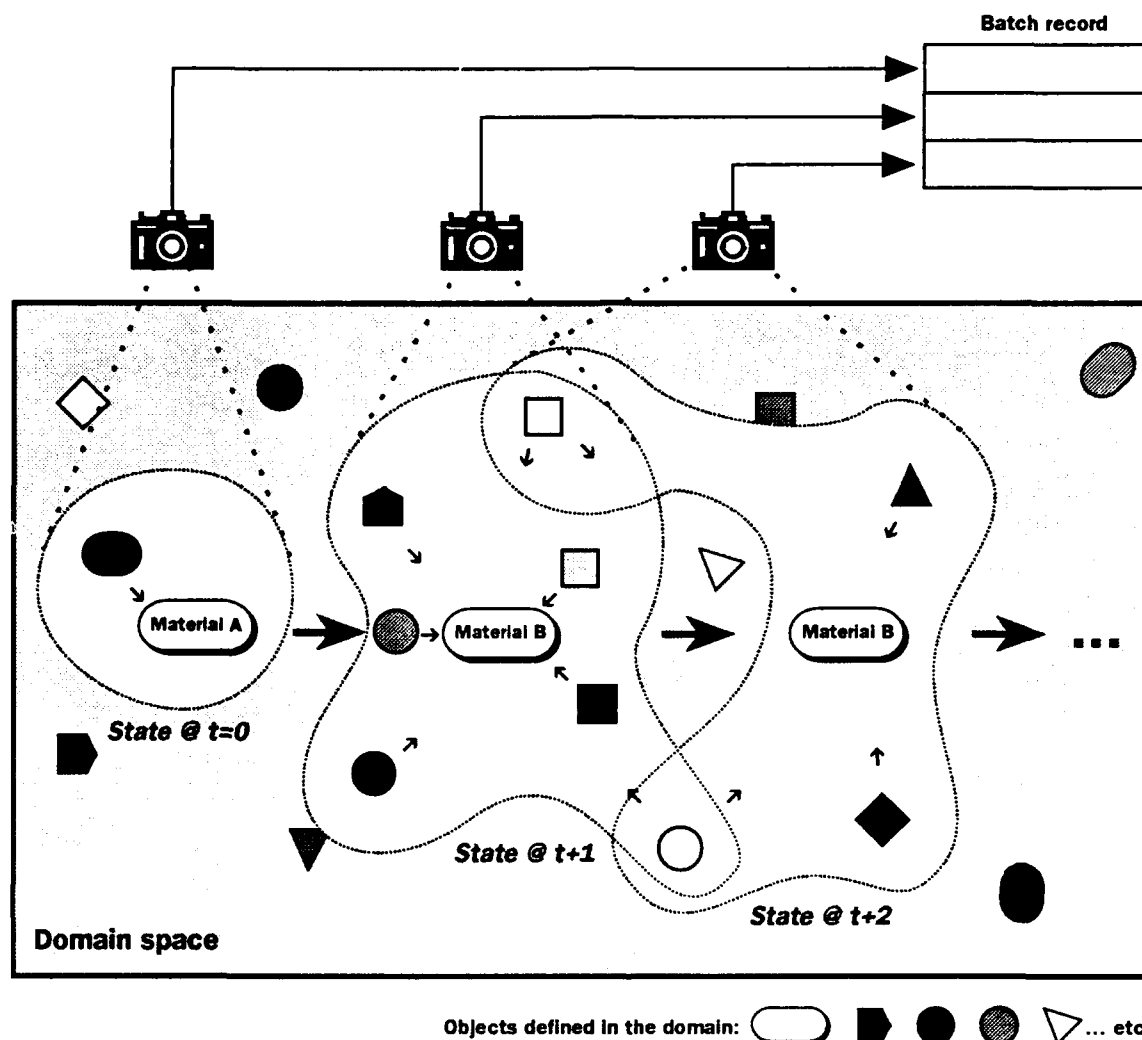 Batch record
Material A
Material B
Material B
...
State @ t=0
State @ t+1
State @ t+2
Domain space
Objects defined in the domain: ... etc